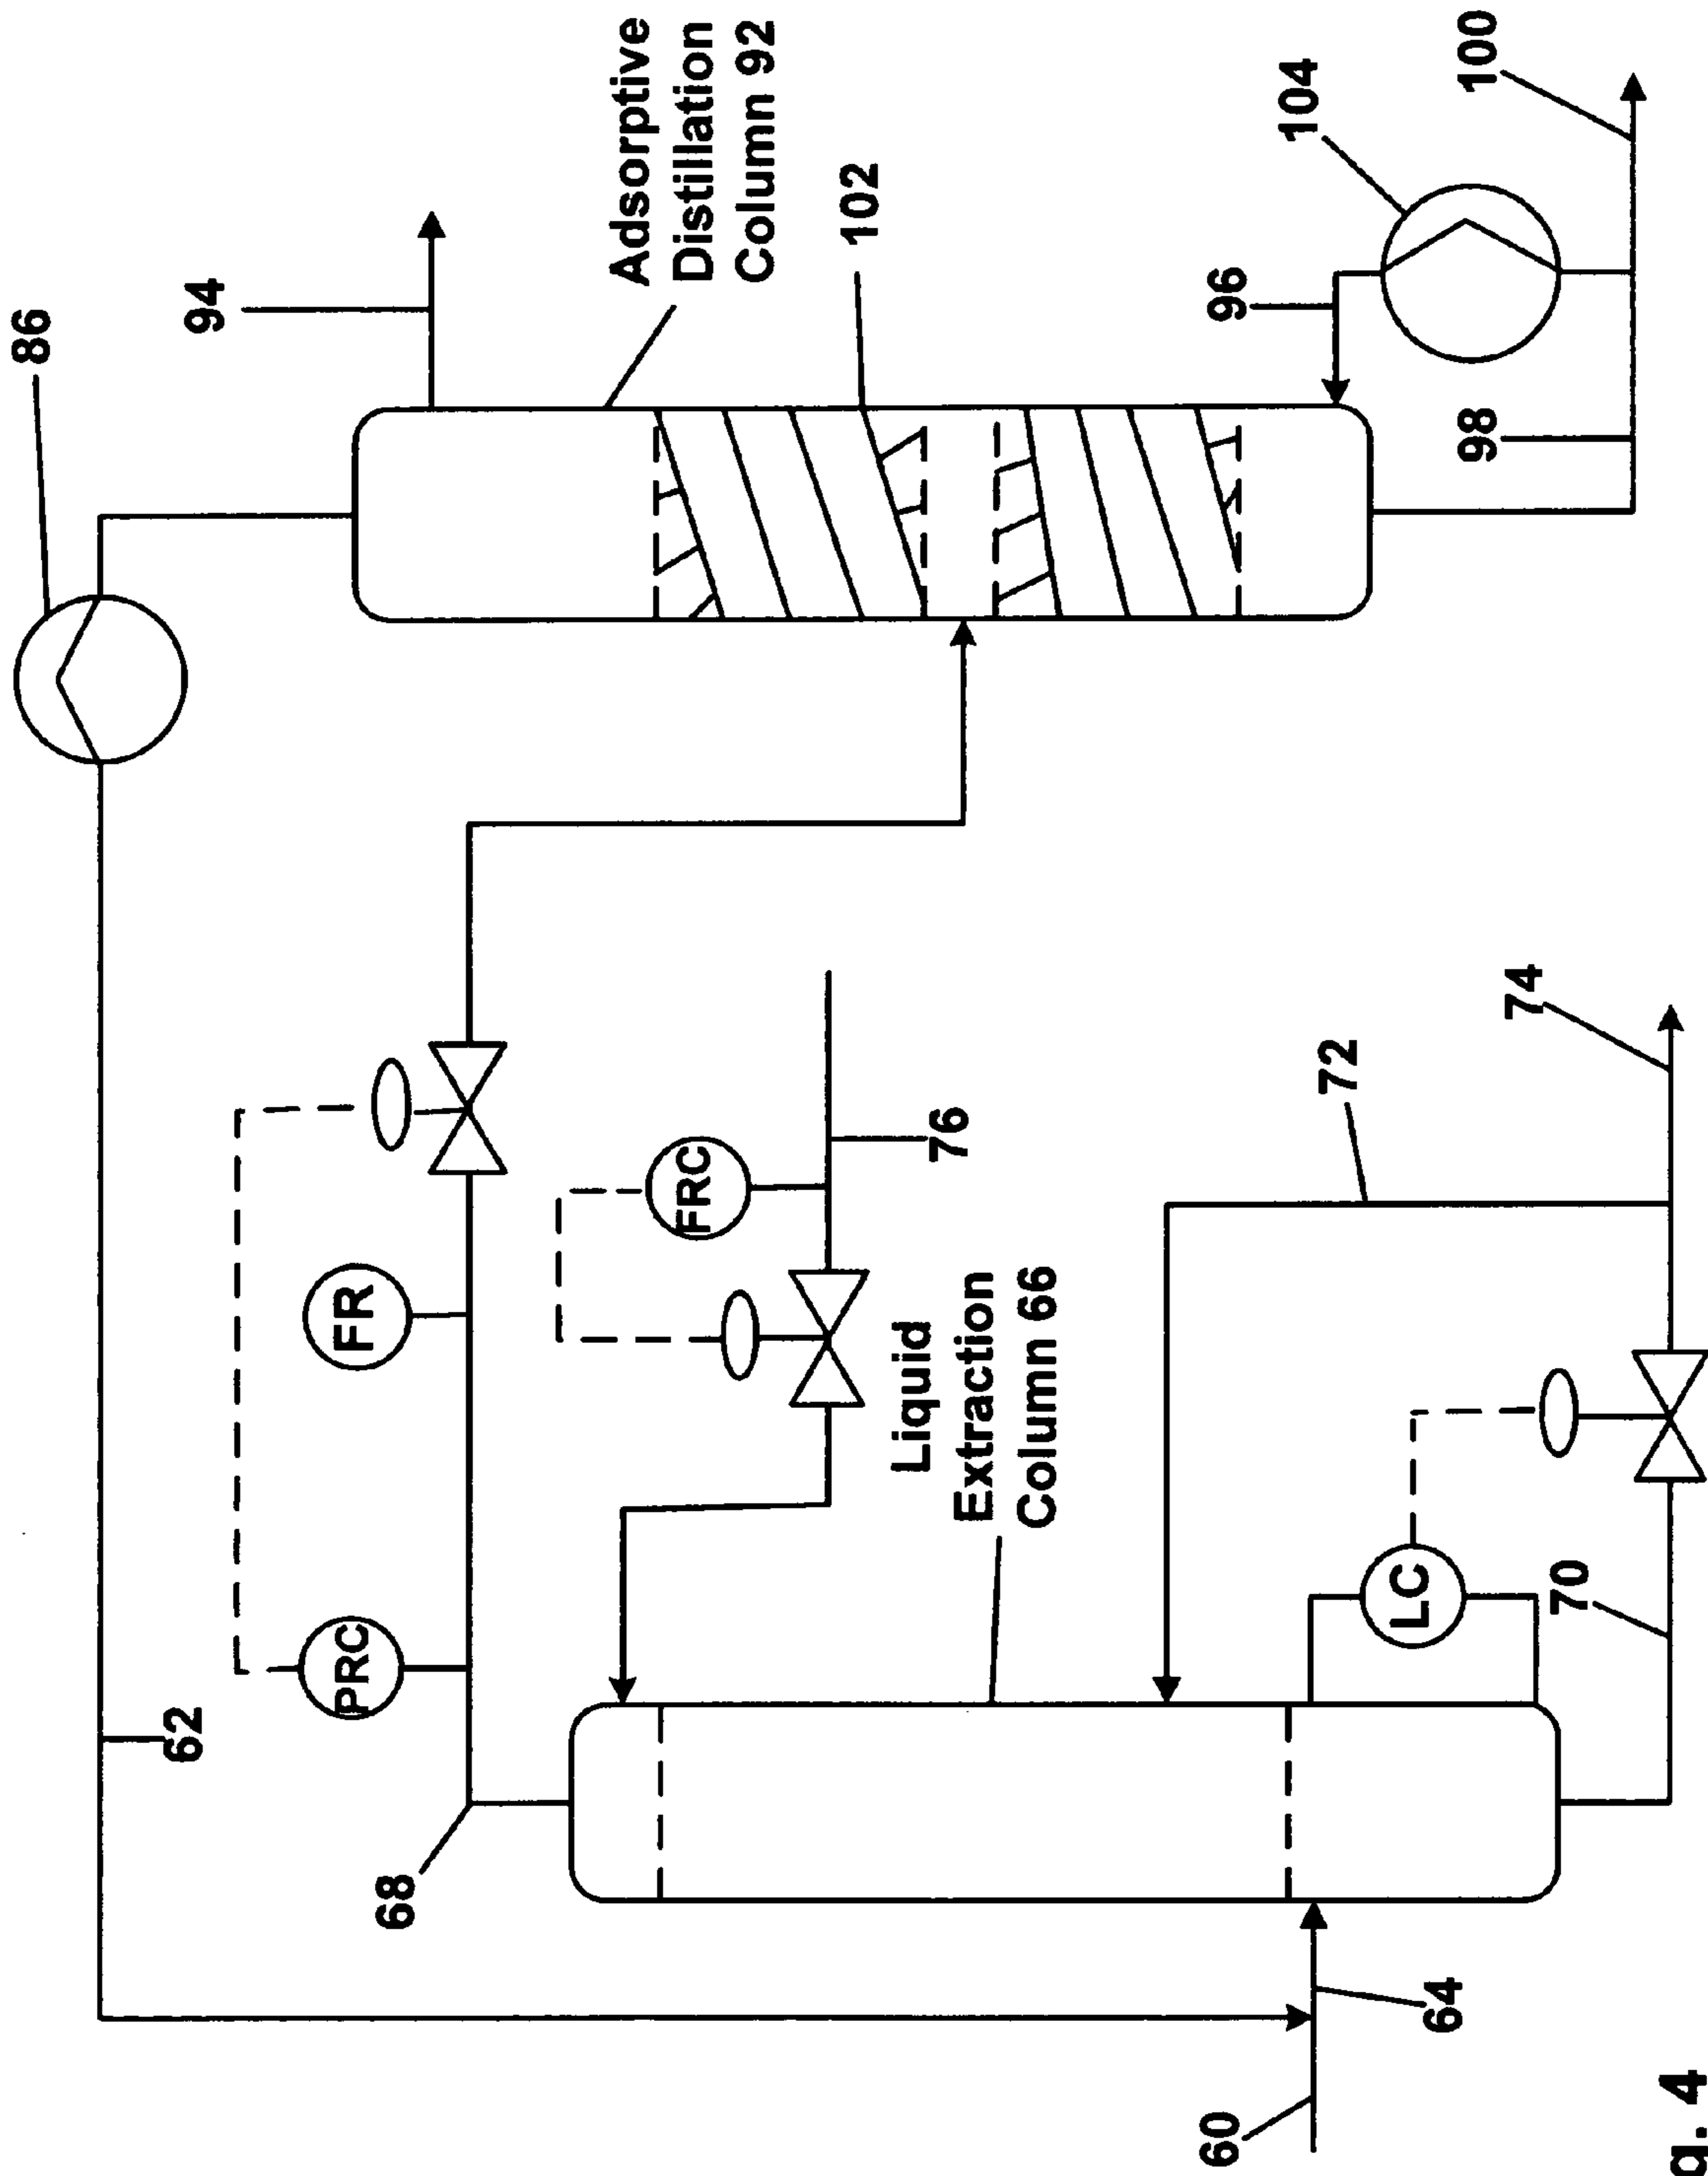 86
94
Adsorptive
Distillation
Column 92
102
96
104
98
100
62
PRC
FR
68
FRC
76
Liquid
Extraction
Column 66
72
74
LC
70
60
64
g. 4